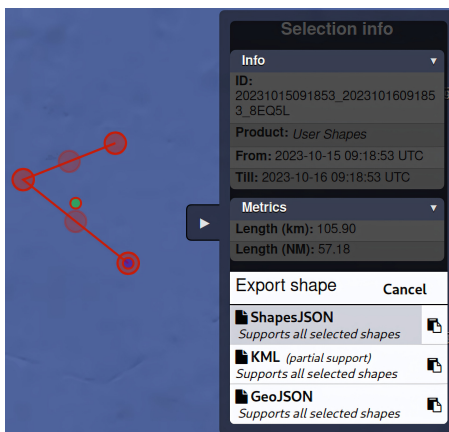 Selection info
Info ▼
ID:
20231015091853_2023101609185
3_8EQ5L
Product: User Shapes
From: 2023-10-15 09:18:53 UTC
Till: 2023-10-16 09:18:53 UTC
Metrics ▼
Length (km): 105.90
Length (NM): 57.18
Export shape Cancel
ShapesJSON
Supports all selected shapes
KML (partial support)
Supports all selected shapes
GeoJSON
Supports all selected shapes